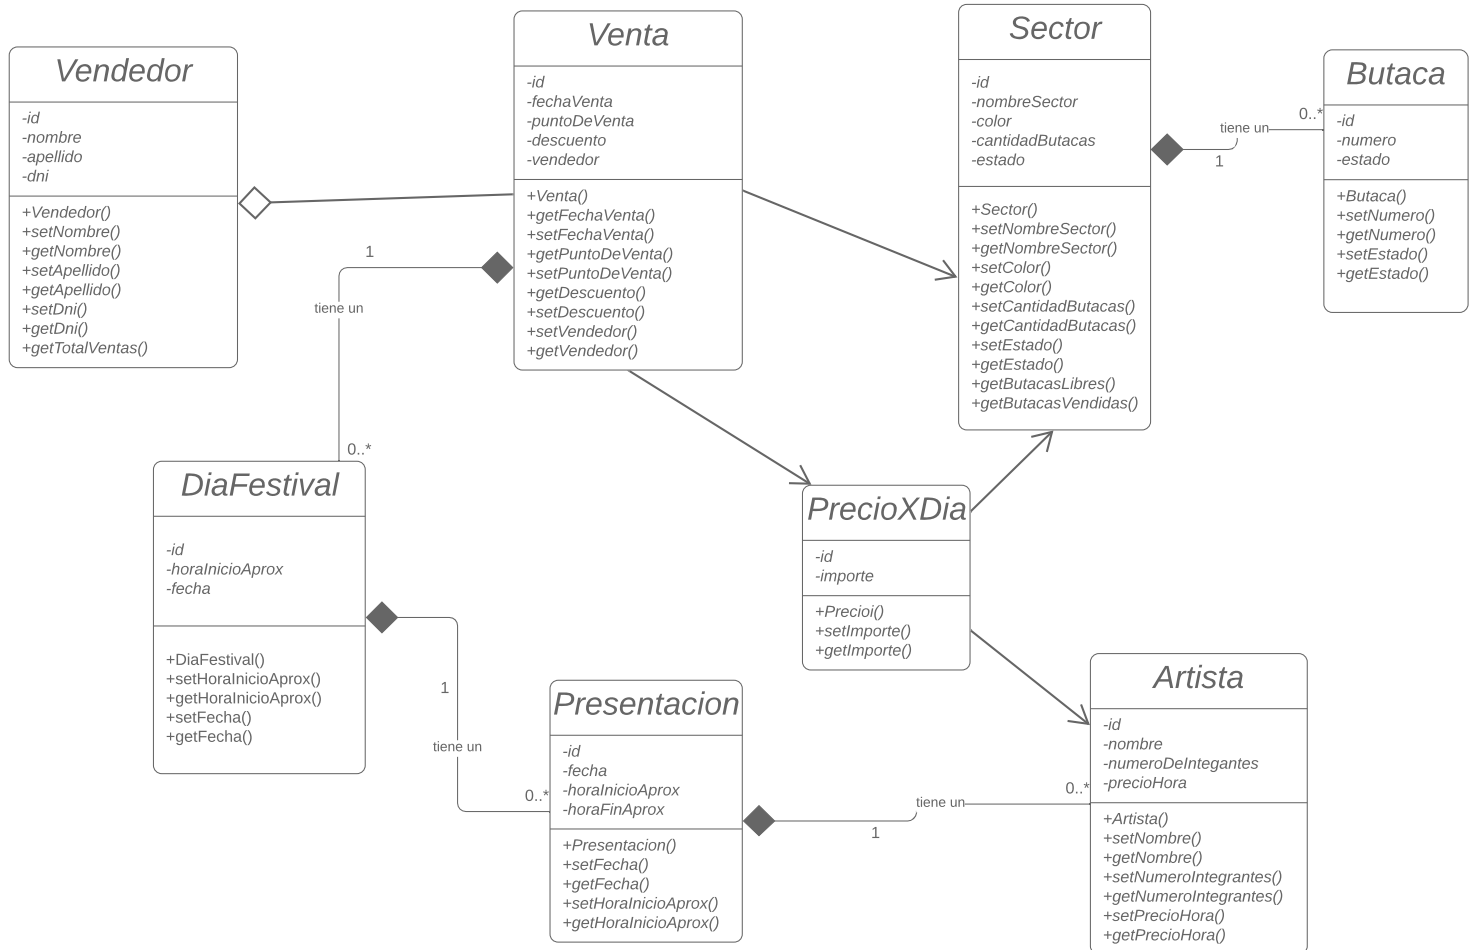 Vendedor
-id
-nombre
-apellido
-dni
+Vendedor()
+setNombre()
+getNombre()
+setApellido()
+getApellido()
+setDni()
+getDni()
+getTotalVentas()
Venta
-id
-fechaVenta
-puntoDeVenta
-descuento
-vendedor
+Venta()
+getFechaVenta()
+setFechaVenta()
+getPuntoDeVenta()
+setPuntoDeVenta()
+getDescuento()
+setDescuento()
+setVendedor()
+getVendedor()
Sector
-id
-nombreSector
-color
-cantidadButacas
-estado
+Sector()
+setNombreSector()
+getNombreSector()
+setColor()
+getColor()
+setCantidadButacas()
+getCantidadButacas()
+setEstado()
+getEstado()
+getButacasLibres()
+getButacasVendidas()
0..*
tiene un
1
Butaca
-id
-numero
-estado
+Butaca()
+setNumero()
+getNumero()
+setEstado()
+getEstado()
1
tiene un
0..*
DiaFestival
-id
-horaInicioAprox
-fecha
+DiaFestival()
+setHoraInicioAprox()
+getHoraInicioAprox()
+setFecha()
+getFecha()
PrecioXDia
-id
-importe
+Precioi()
+setImporte()
+getImporte()
1
tiene un
0..*
Presentacion
-id
-fecha
-horaInicioAprox
-horaFinAprox
+Presentacion()
+setFecha()
+getFecha()
+setHoraInicioAprox()
+getHoraInicioAprox()
0..*
tiene un
1
Artista
-id
-nombre
-numeroDeIntegantes
-precioHora
+Artista()
+setNombre()
+getNombre()
+setNumeroIntegrantes()
+getNumeroIntegrantes()
+setPrecioHora()
+getPrecioHora()